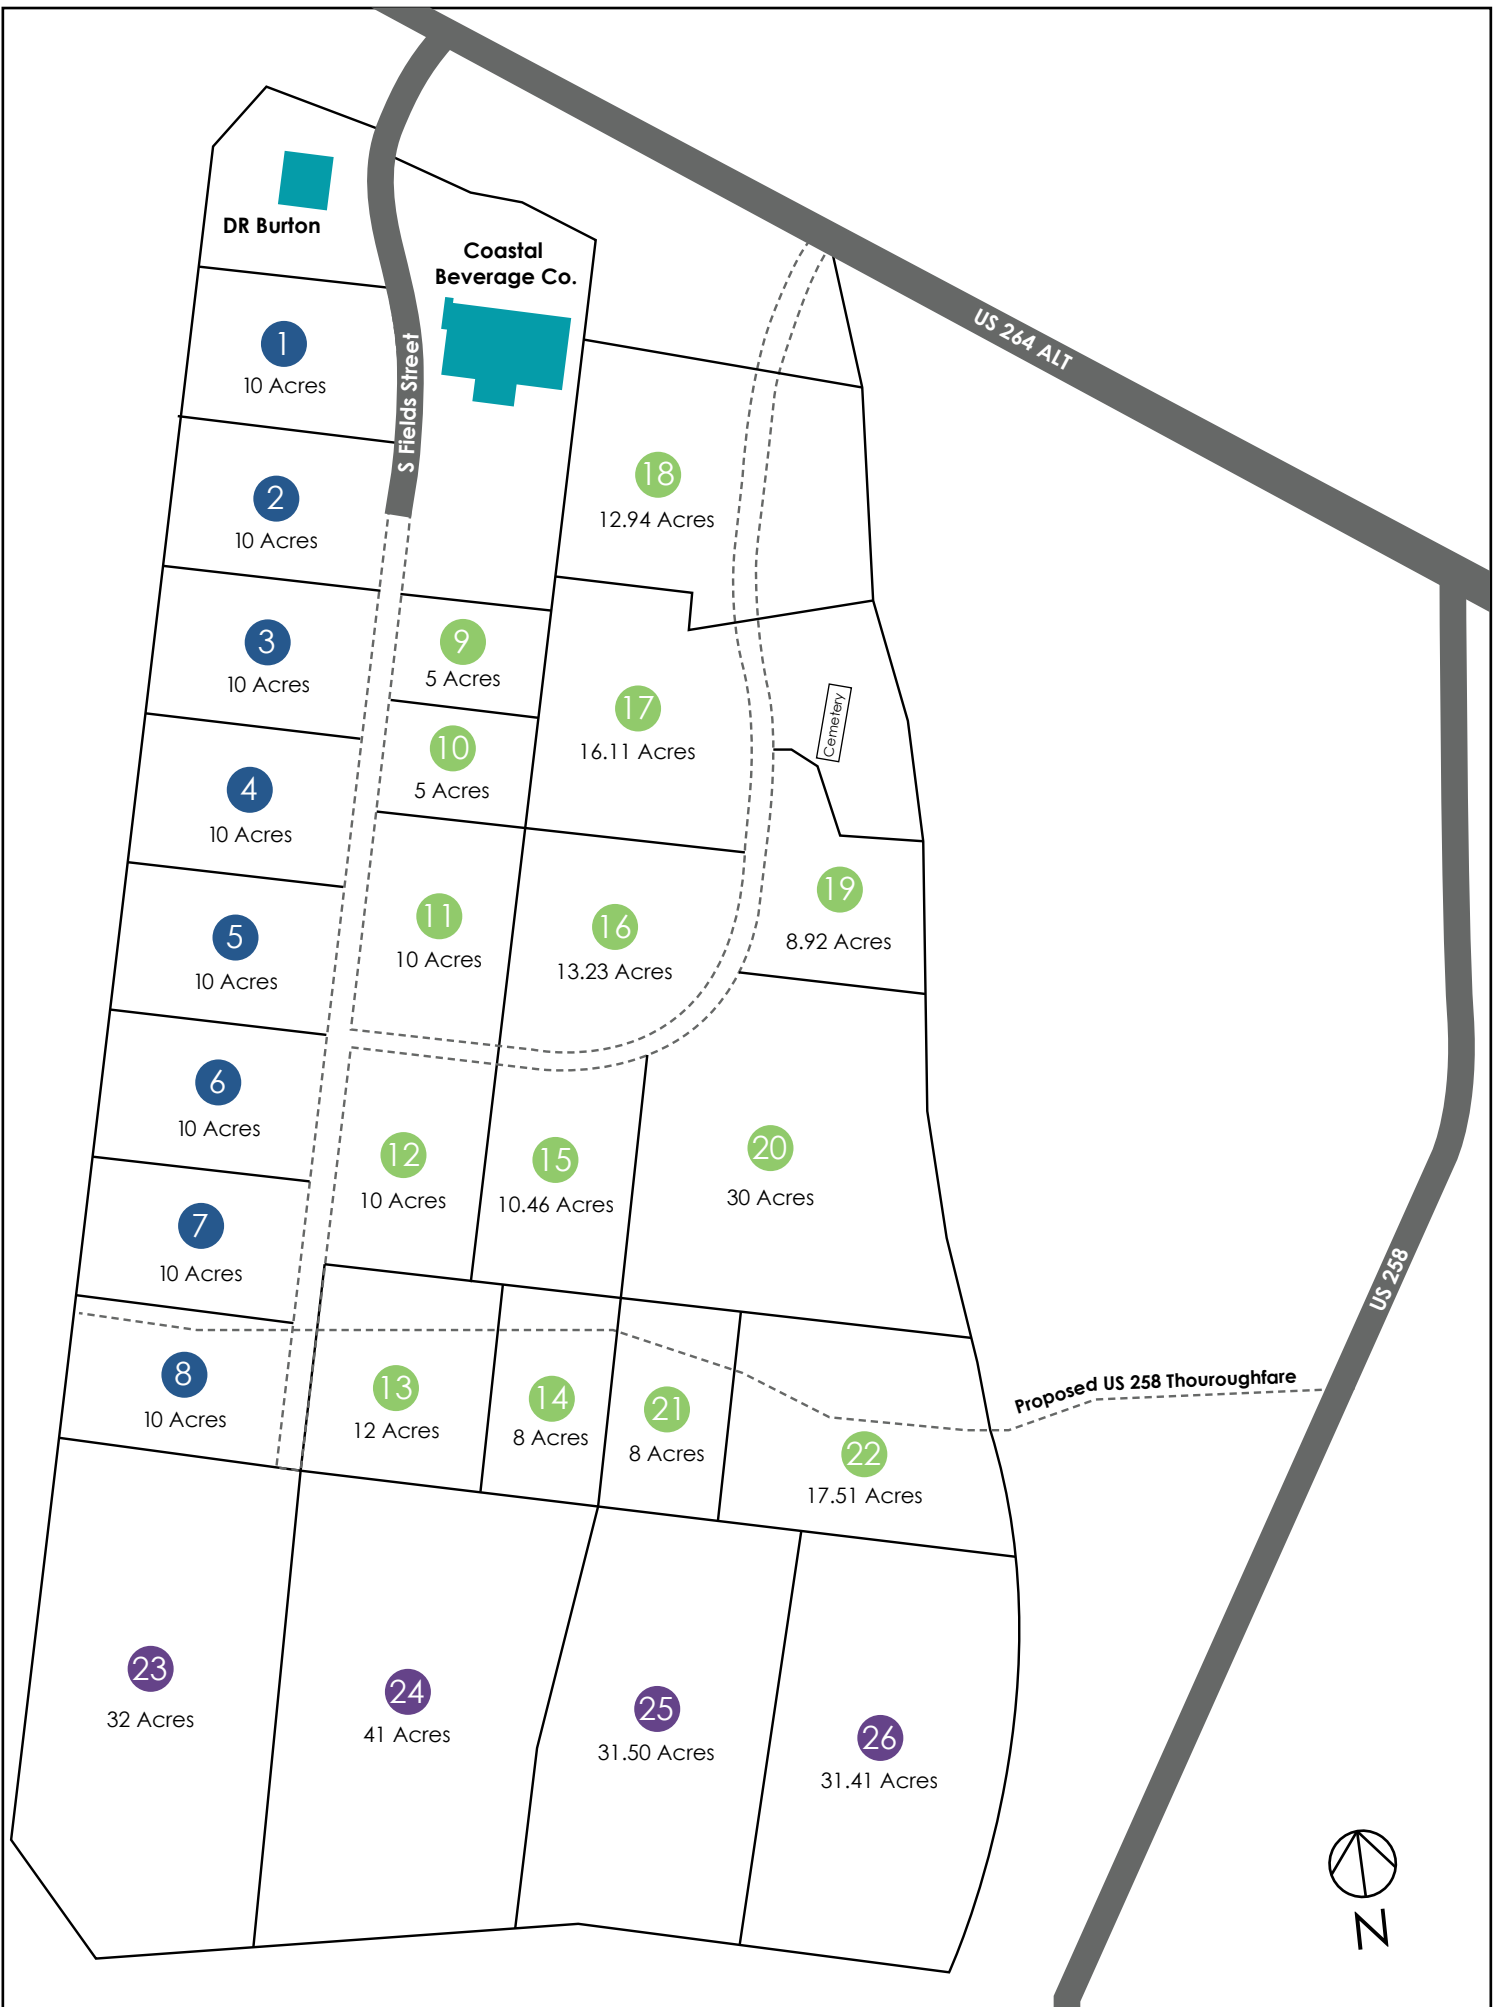 DR Burton
Coastal
Beverage Co.
S Fields Street
US 264 ALT
1
10 Acres
2
10 Acres
18
12.94 Acres
3
10 Acres
9
5 Acres
17
16.11 Acres
Cemetery
4
10 Acres
10
5 Acres
5
10 Acres
11
10 Acres
16
13.23 Acres
19
8.92 Acres
6
10 Acres
12
10 Acres
15
10.46 Acres
20
30 Acres
7
10 Acres
US 258
8
10 Acres
13
12 Acres
14
8 Acres
21
8 Acres
22
17.51 Acres
Proposed US 258 Thouroughfare
23
32 Acres
24
41 Acres
25
31.50 Acres
26
31.41 Acres
N